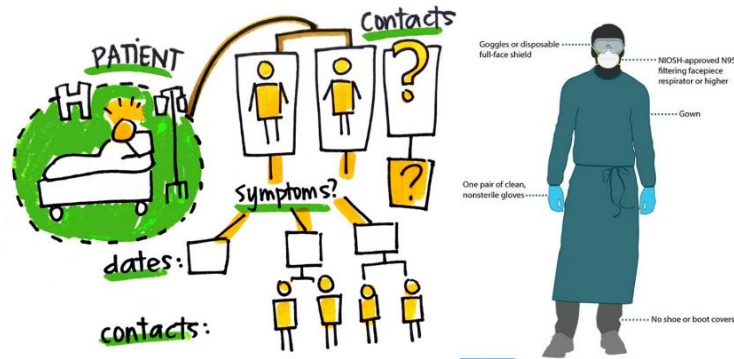 PATIENT
H
contacts
?
?
symptoms?
dates:
contacts:
Goggles or disposable
full-face shield
NIOSH-approved N95
filtering facepiece
respirator or higher
Gown
One pair of clean,
nonsterile gloves
No shoe or boot covers